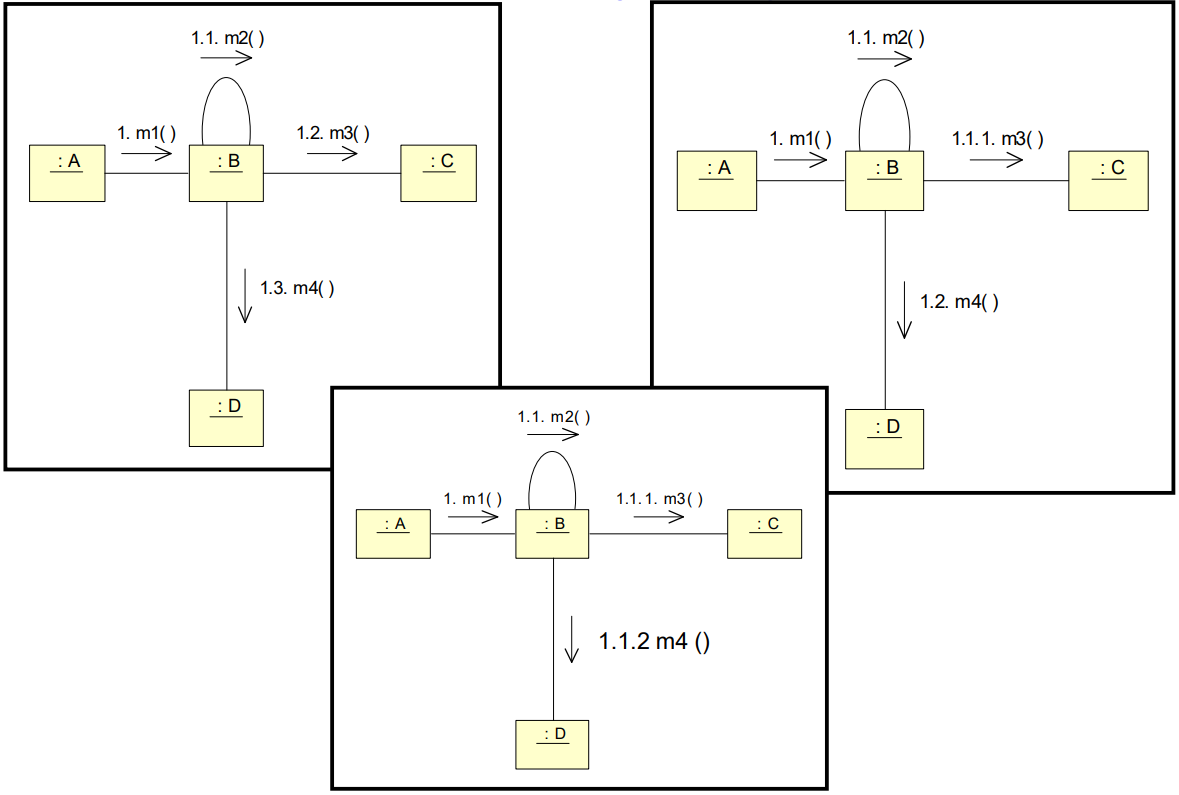 1.1. m2( )
1. m1( )
1.2. m3( )
: A
: B
: C
1.3. m4( )
: D
1.1. m2( )
1. m1( )
1.1.1. m3( )
: A
: B
: C
1.2. m4( )
: D
1.1. m2( )
1. m1( )
1.1.1. m3( )
: A
: B
: C
1.1.2 m4 ()
: D